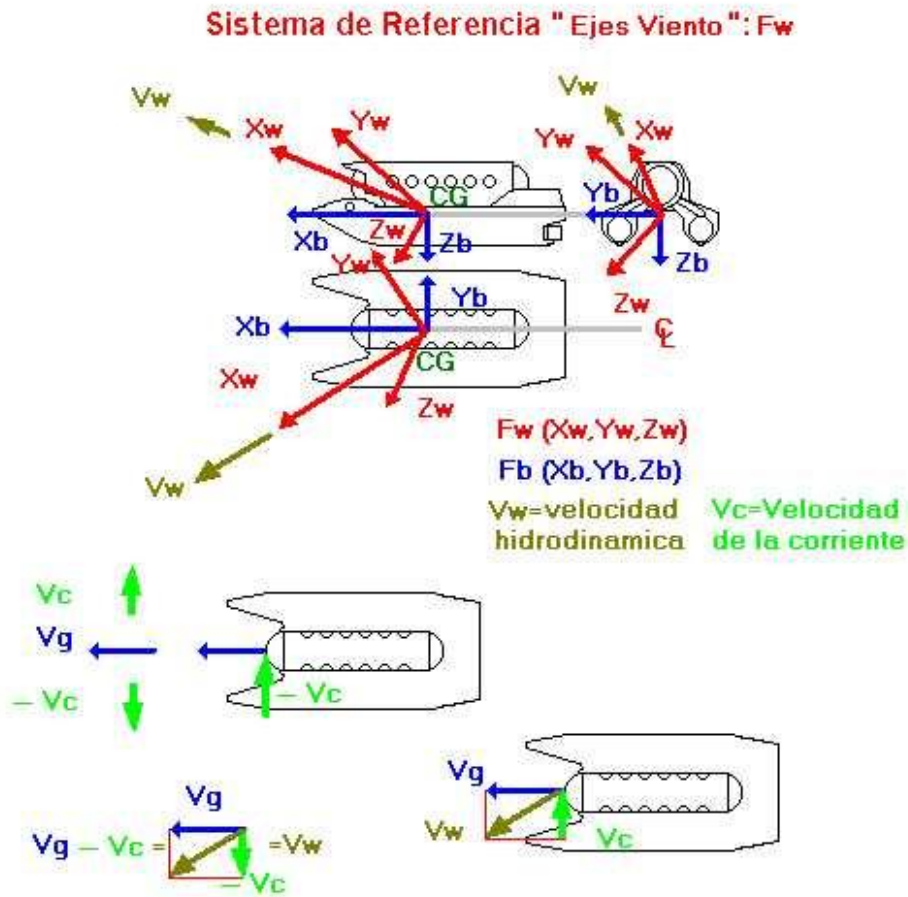 Sistema de Referencia "Ejes Viento": Fw
Vw
Xw
Yw
CG
Xb
Zw
Zb
Vw
Yw
Xw
Yb
Zb
Zw
Yw
Yb
Xb
CG
℄
Xw
Zw
Vw
Fw (Xw,Yw,Zw)
Fb (Xb,Yb,Zb)
Vw=velocidad
hidrodinamica
Vc=Velocidad
de la corriente
Vc
Vg
– Vc
– Vc
Vg
Vg – Vc =
=Vw
– Vc
Vg
Vw
Vc